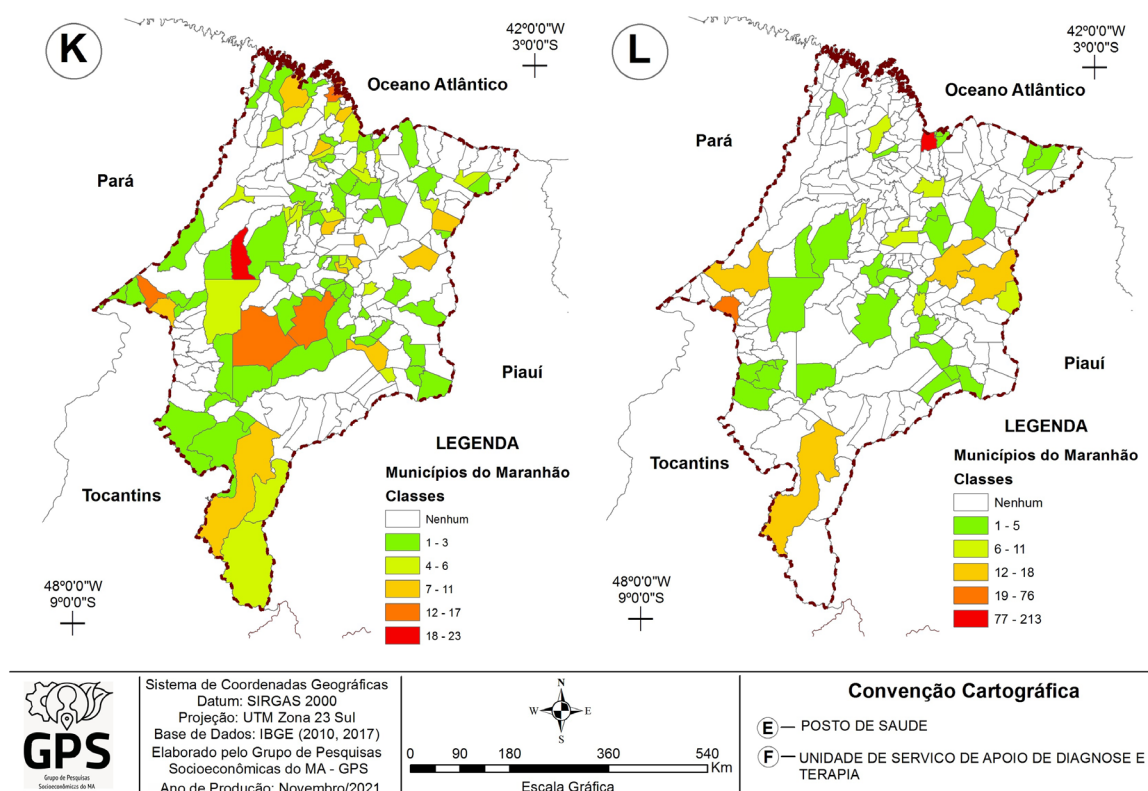 K
42º0'0"W
3º0'0"S
Oceano Atlântico
Pará
Piauí
Tocantins
LEGENDA
Municípios do Maranhão
Classes
Nenhum
1 - 3
4 - 6
7 - 11
12 - 17
18 - 23
48º0'0"W
9º0'0"S
L
42º0'0"W
3º0'0"S
Oceano Atlântico
Pará
Piauí
Tocantins
LEGENDA
Municípios do Maranhão
Classes
Nenhum
1 - 5
6 - 11
12 - 18
19 - 76
77 - 213
48º0'0"W
9º0'0"S
GPS
Grupo de Pesquisas
Socioeconômicas do MA
Sistema de Coordenadas Geográficas
Datum: SIRGAS 2000
Projeção: UTM Zona 23 Sul
Base de Dados: IBGE (2010, 2017)
Elaborado pelo Grupo de Pesquisas
Socioeconômicas do MA - GPS
Ano de Produção: Novembro/2021
N
W E
S
0 90 180 360 540
Km
Escala Gráfica
Convenção Cartográfica
E — POSTO DE SAUDE
F — UNIDADE DE SERVICO DE APOIO DE DIAGNOSE E
TERAPIA